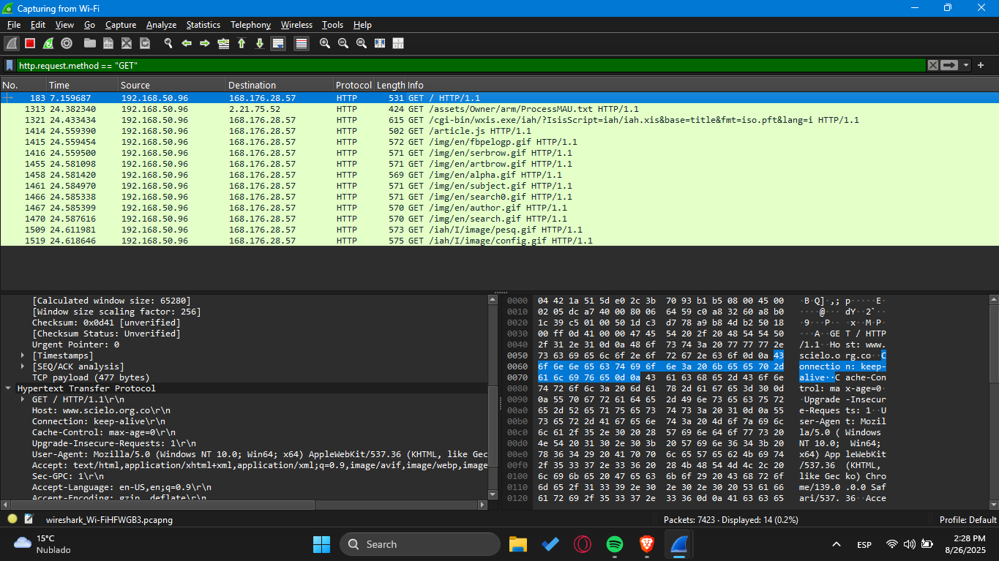 Capturing from Wi-Fi
File Edit View Go Capture Analyze Statistics Telephony Wireless Tools Help
http.request.method == "GET"
No. Time Source Destination Protocol Length Info
183 7.159687 192.168.50.96 168.176.28.57 HTTP 531 GET / HTTP/1.1
1313 24.382340 192.168.50.96 2.21.75.52 HTTP 424 GET /assets/Owner/arm/ProcessMAU.txt HTTP/1.1
1321 24.433434 192.168.50.96 168.176.28.57 HTTP 615 GET /cgi-bin/wxis.exe/iah/?IsisScript=iah/iah.xis&base=title&fmt=iso.pft&lang=i HTTP/1.1
1414 24.559390 192.168.50.96 168.176.28.57 HTTP 502 GET /article.js HTTP/1.1
1415 24.559454 192.168.50.96 168.176.28.57 HTTP 572 GET /img/en/fbpelogp.gif HTTP/1.1
1416 24.559500 192.168.50.96 168.176.28.57 HTTP 571 GET /img/en/serbrow.gif HTTP/1.1
1455 24.581098 192.168.50.96 168.176.28.57 HTTP 571 GET /img/en/artbrow.gif HTTP/1.1
1458 24.581420 192.168.50.96 168.176.28.57 HTTP 569 GET /img/en/alpha.gif HTTP/1.1
1461 24.584970 192.168.50.96 168.176.28.57 HTTP 571 GET /img/en/subject.gif HTTP/1.1
1466 24.585338 192.168.50.96 168.176.28.57 HTTP 571 GET /img/en/search0.gif HTTP/1.1
1467 24.585399 192.168.50.96 168.176.28.57 HTTP 570 GET /img/en/author.gif HTTP/1.1
1470 24.587616 192.168.50.96 168.176.28.57 HTTP 570 GET /img/en/search.gif HTTP/1.1
1509 24.611981 192.168.50.96 168.176.28.57 HTTP 573 GET /iah/I/image/pesq.gif HTTP/1.1
1519 24.618646 192.168.50.96 168.176.28.57 HTTP 575 GET /iah/I/image/config.gif HTTP/1.1
[Calculated window size: 65280]
[Window size scaling factor: 256]
Checksum: 0x0d41 [unverified]
[Checksum Status: Unverified]
Urgent Pointer: 0
[Timestamps]
[SEQ/ACK analysis]
TCP payload (477 bytes)
Hypertext Transfer Protocol
GET / HTTP/1.1\r\n
Host: www.scielo.org.co\r\n
Connection: keep-alive\r\n
Cache-Control: max-age=0\r\n
Upgrade-Insecure-Requests: 1\r\n
User-Agent: Mozilla/5.0 (Windows NT 10.0; Win64; x64) AppleWebKit/537.36 (KHTML, like Gec
Accept: text/html,application/xhtml+xml,application/xml;q=0.9,image/avif,image/webp,image
Sec-GPC: 1\r\n
Accept-Language: en-US,en;q=0.9\r\n
Accept-Encoding: gzip, deflate\r\n
0000 04 42 1a 51 5d e0 2c 3b 70 93 b1 b5 08 00 45 00 ·B·Q]·,; p·····E·
0010 02 05 dc a7 40 00 80 06 64 59 c0 a8 32 60 a8 b0 ····@··· dY··2`··
0020 1c 39 c5 01 00 50 1d c3 d7 78 a9 b8 4d b2 50 18 ·9···P·· ·x··M·P·
0030 00 ff 0d 41 00 00 47 45 54 20 2f 20 48 54 54 50 ···A··GE T / HTTP
0040 2f 31 2e 31 0d 0a 48 6f 73 74 3a 20 77 77 77 2e /1.1··Ho st: www.
0050 73 63 69 65 6c 6f 2e 6f 72 67 2e 63 6f 0d 0a 43 scielo.o rg.co··C
0060 6f 6e 6e 65 63 74 69 6f 6e 3a 20 6b 65 65 70 2d onnectio n: keep-
0070 61 6c 69 76 65 0d 0a 43 61 63 68 65 2d 43 6f 6e alive··C ache-Con
0080 74 72 6f 6c 3a 20 6d 61 78 2d 61 67 65 3d 30 0d trol: ma x-age=0·
0090 0a 55 70 67 72 61 64 65 2d 49 6e 73 65 63 75 72 ·Upgrade -Insecur
00a0 65 2d 52 65 71 75 65 73 74 73 3a 20 31 0d 0a 55 e-Reques ts: 1··U
00b0 73 65 72 2d 41 67 65 6e 74 3a 20 4d 6f 7a 69 6c ser-Agen t: Mozil
00c0 6c 61 2f 35 2e 30 20 28 57 69 6e 64 6f 77 73 20 la/5.0 ( Windows
00d0 4e 54 20 31 30 2e 30 3b 20 57 69 6e 36 34 3b 20 NT 10.0; Win64;
00e0 78 36 34 29 20 41 70 70 6c 65 57 65 62 4b 69 74 x64) App leWebKit
00f0 2f 35 33 37 2e 33 36 20 28 4b 48 54 4d 4c 2c 20 /537.36 (KHTML,
0100 6c 69 6b 65 20 47 65 63 6b 6f 29 20 43 68 72 6f like Gec ko) Chro
0110 6d 65 2f 31 33 39 2e 30 2e 30 2e 30 20 53 61 66 me/139.0 .0.0 Saf
0120 61 72 69 2f 35 33 37 2e 33 36 0d 0a 41 63 63 65 ari/537. 36··Acce
wireshark_Wi-FiHFWGB3.pcapng
Packets: 7423 · Displayed: 14 (0.2%)
Profile: Default
15°C
Nublado
Search
ESP
2:28 PM
8/26/2025